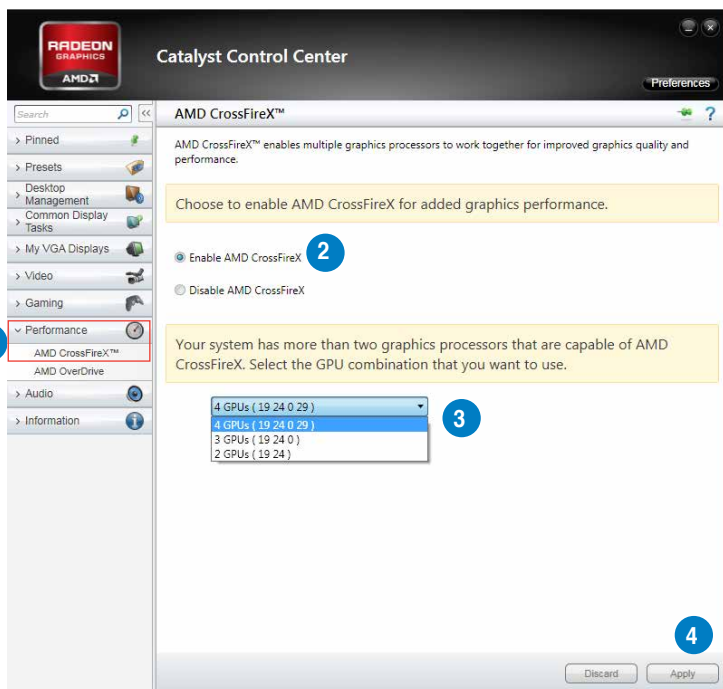 RADEON
GRAPHICS
AMD
Catalyst Control Center
Preferences
Search
<<
AMD CrossFireX™
?
> Pinned
> Presets
> Desktop
Management
> Common Display
Tasks
> My VGA Displays
> Video
> Gaming
Performance
AMD CrossFireX™
AMD OverDrive
> Audio
> Information
AMD CrossFireX™ enables multiple graphics processors to work together for improved graphics quality and
performance.
Choose to enable AMD CrossFireX for added graphics performance.
Enable AMD CrossFireX
2
Disable AMD CrossFireX
Your system has more than two graphics processors that are capable of AMD
CrossFireX. Select the GPU combination that you want to use.
4 GPUs ( 19 24 0 29 )
3
4 GPUs ( 19 24 0 29 )
3 GPUs ( 19 24 0 )
2 GPUs ( 19 24 )
4
Discard
Apply